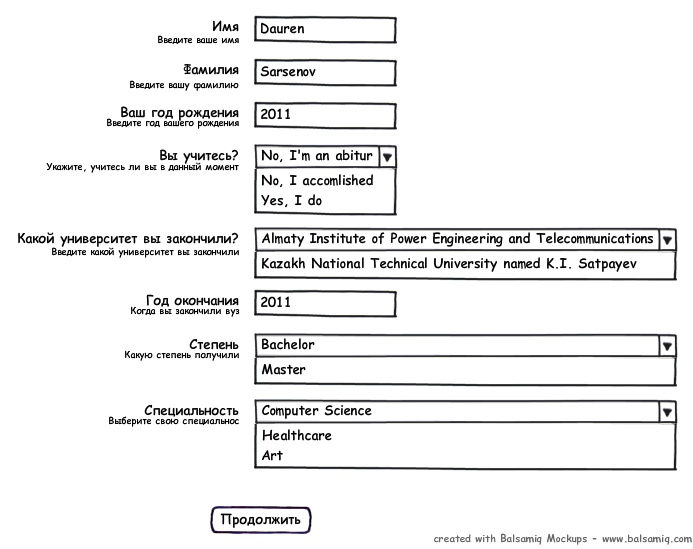 Имя
Введите ваше имя
Dauren
Фамилия
Введите вашу фамилию
Sarsenov
Ваш год рождения
Введите год вашего рождения
2011
Вы учитесь?
Укажите, учитесь ли вы в данный момент
No, I'm an abitur
No, I accomlished
Yes, I do
Какой университет вы закончили?
Введите какой университет вы закончили
Almaty Institute of Power Engineering and Telecommunications
Kazakh National Technical University named K.I. Satpayev
Год окончания
Когда вы закончили вуз
2011
Степень
Какую степень получили
Bachelor
Master
Специальность
Выберите свою специальнос
Computer Science
Healthcare
Art
Продолжить
created with Balsamiq Mockups - www.balsamiq.com